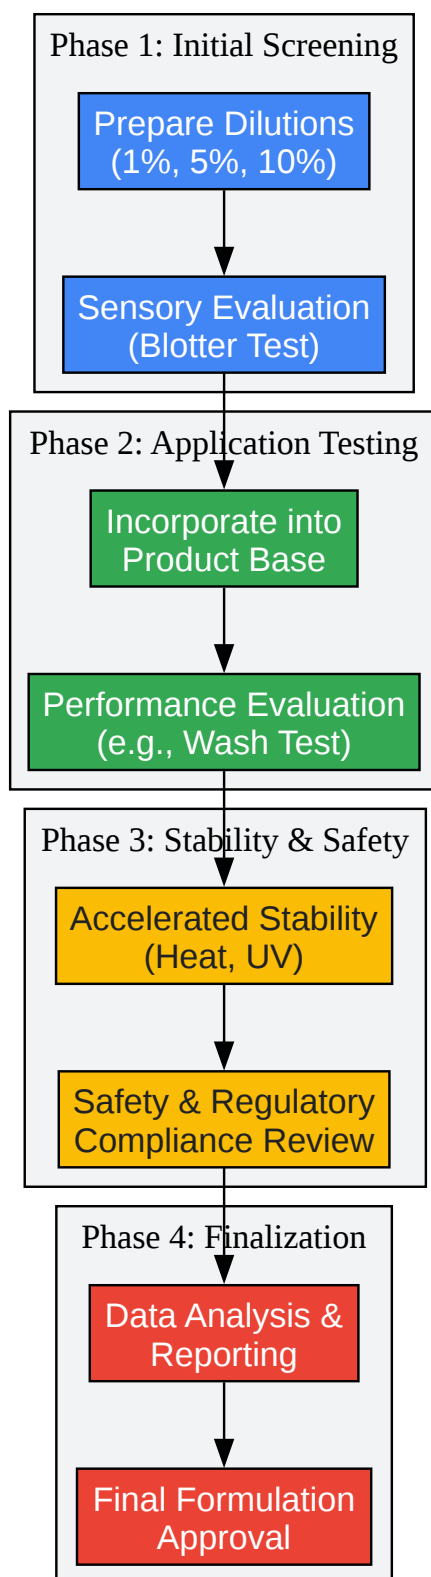 Phase 1: Initial Screening
Prepare Dilutions
(1%, 5%, 10%)
Sensory Evaluation
(Blotter Test)
Phase 2: Application Testing
Incorporate into
Product Base
Performance Evaluation
(e.g., Wash Test)
Phase 3: Stability & Safety
Accelerated Stability
(Heat, UV)
Safety & Regulatory
Compliance Review
Phase 4: Finalization
Data Analysis &
Reporting
Final Formulation
Approval